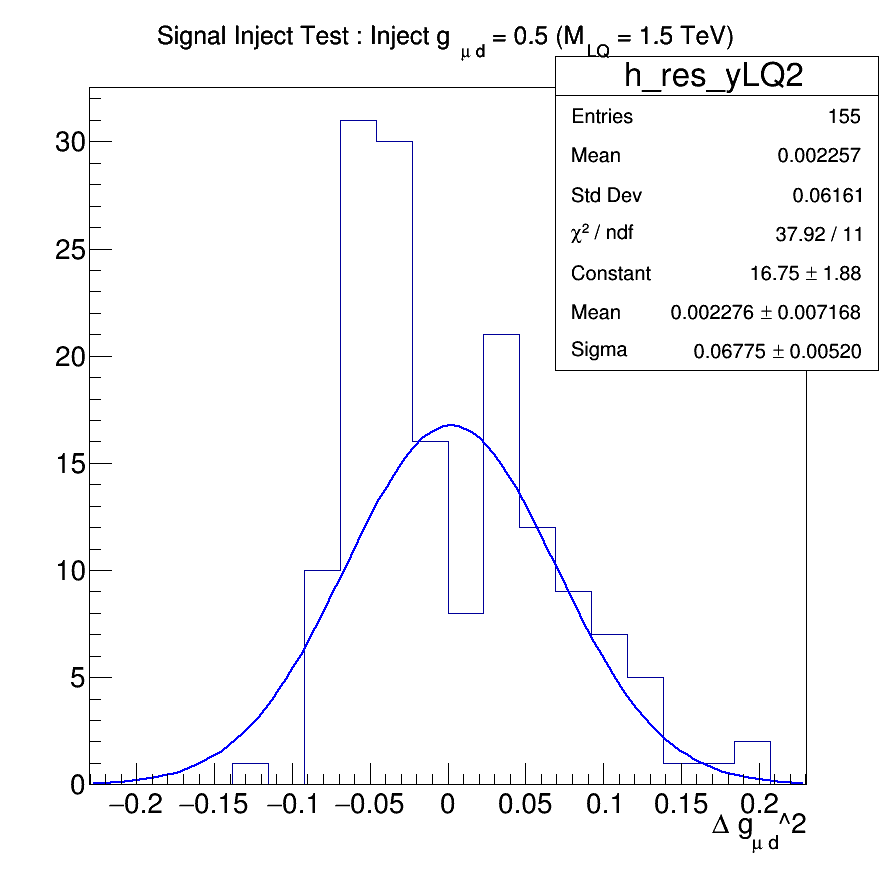 Signal Inject Test : Inject g μ d = 0.5 (M LQ = 1.5 TeV)
h_res_yLQ2
Entries 155
Mean 0.002257
Std Dev 0.06161
χ² / ndf 37.92 / 11
Constant 16.75 ± 1.88
Mean 0.002276 ± 0.007168
Sigma 0.06775 ± 0.00520
30
25
20
15
10
5
0
−0.2 −0.15 −0.1 −0.05 0 0.05 0.1 0.15 0.2
Δ g μ d ^2